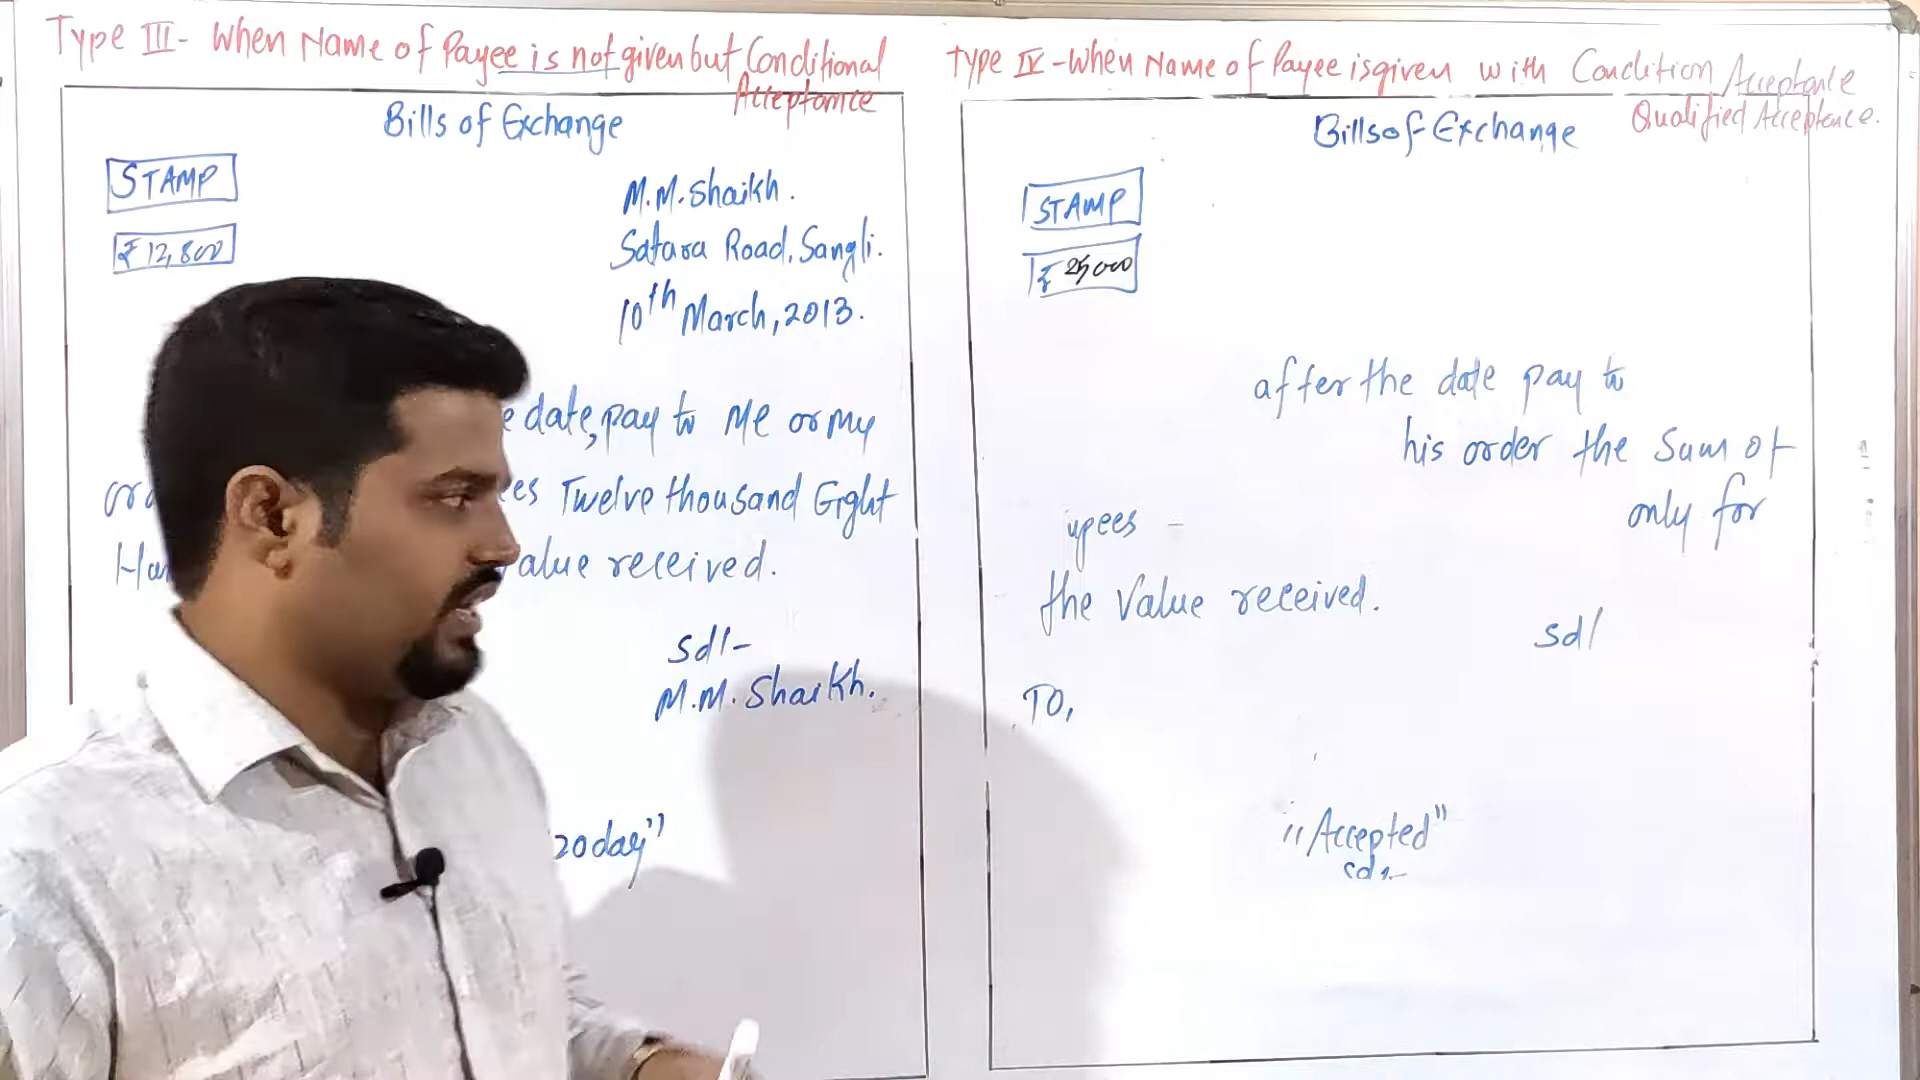 Type III - When Name of Payee is not given but Conditional
Acceptance
Bills of Exchange
STAMP
₹ 12,800
M.M. Shaikh.
Satara Road, Sangli.
10th March, 2013.
date, pay to Me or my
Twelve thousand Eight
received.
sd/-
M.M. Shaikh.
20 day"
Type IV - When Name of Payee is given with Condition/Acceptance
Qualified Acceptance.
Bills of Exchange
STAMP
₹ 25,000
after the date pay to
his order the Sum of
upees - only for
the Value received.
sd/
TO,
"Accepted"
sd/-